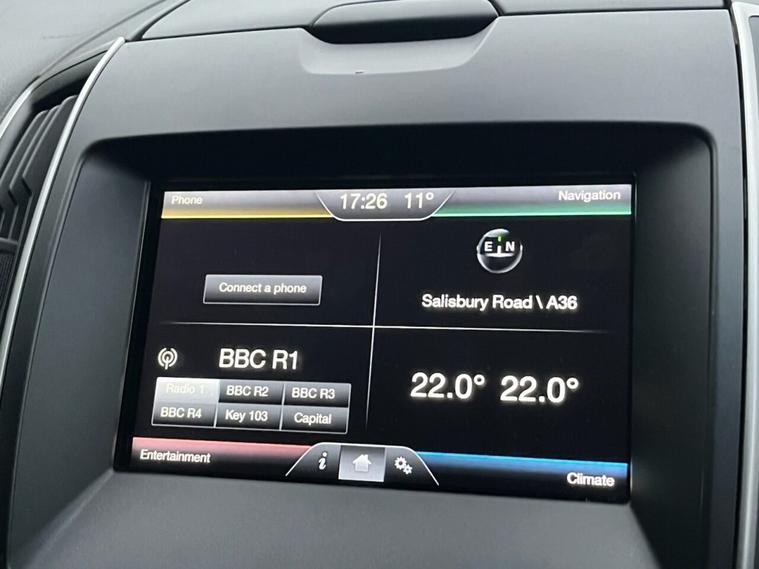 Phone 17:26 11° Navigation
E N
Connect a phone
Salisbury Road \ A36
BBC R1
22.0° 22.0°
Radio 1 BBC R2 BBC R3
BBC R4 Key 103 Capital
Entertainment i Climate